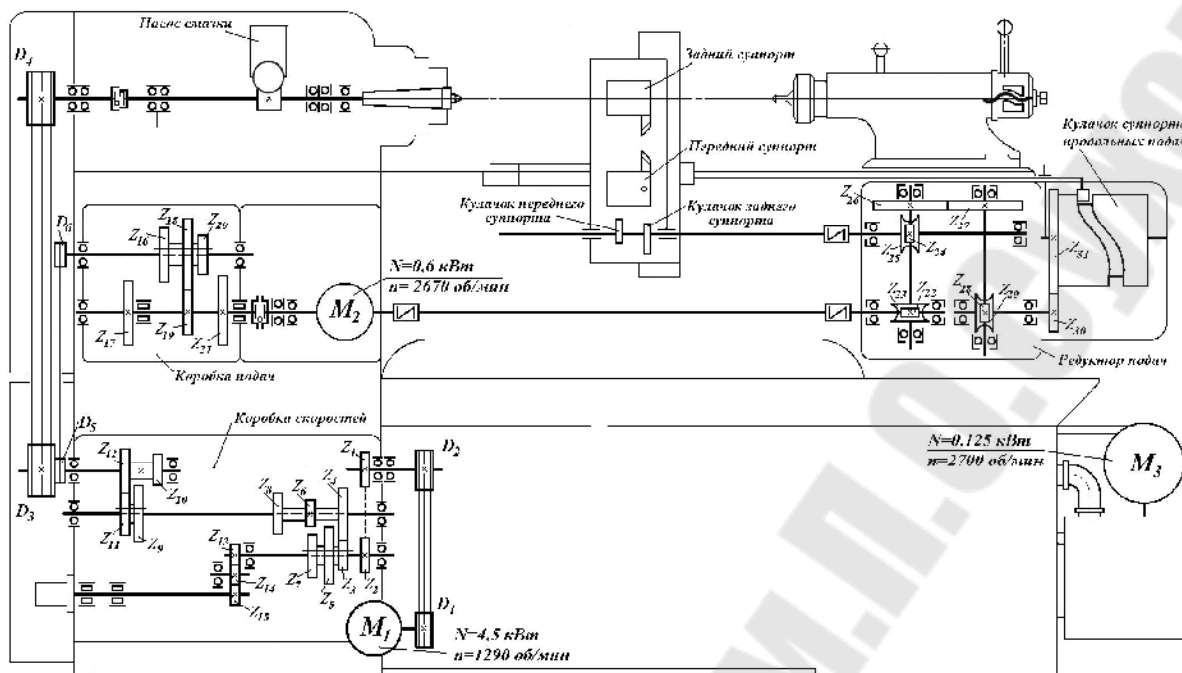 Насос смазки
D₄
Задний суппорт
Кулачок суппорта
продольных подач
Передний суппорт
Кулачок переднего
суппорта
Кулачок заднего
суппорта
Z₂₆
Z₂₇
D₆
Z₁₈
Z₂₀
Z₁₆
Z₂₅
Z₂₄
Z₃₁
N=0,6 кВт
n=2670 об/мин
M₂
Z₂₃
Z₂₂
Z₂₈
Z₂₉
Z₃₀
Z₁₇
Z₁₉
Z₂₁
Коробка подач
Редуктор подач
Коробка скоростей
D₅
Z₁₂
Z₁
D₂
N=0.125 кВт
n=2700 об/мин
M₃
Z₁₀
Z₈
Z₆
Z₄
D₃
Z₁₁
Z₉
Z₁₃
Z₇
Z₅
Z₃
Z₂
Z₁₄
Z₁₅
D₁
M₁
N=4,5 кВт
n=1290 об/мин